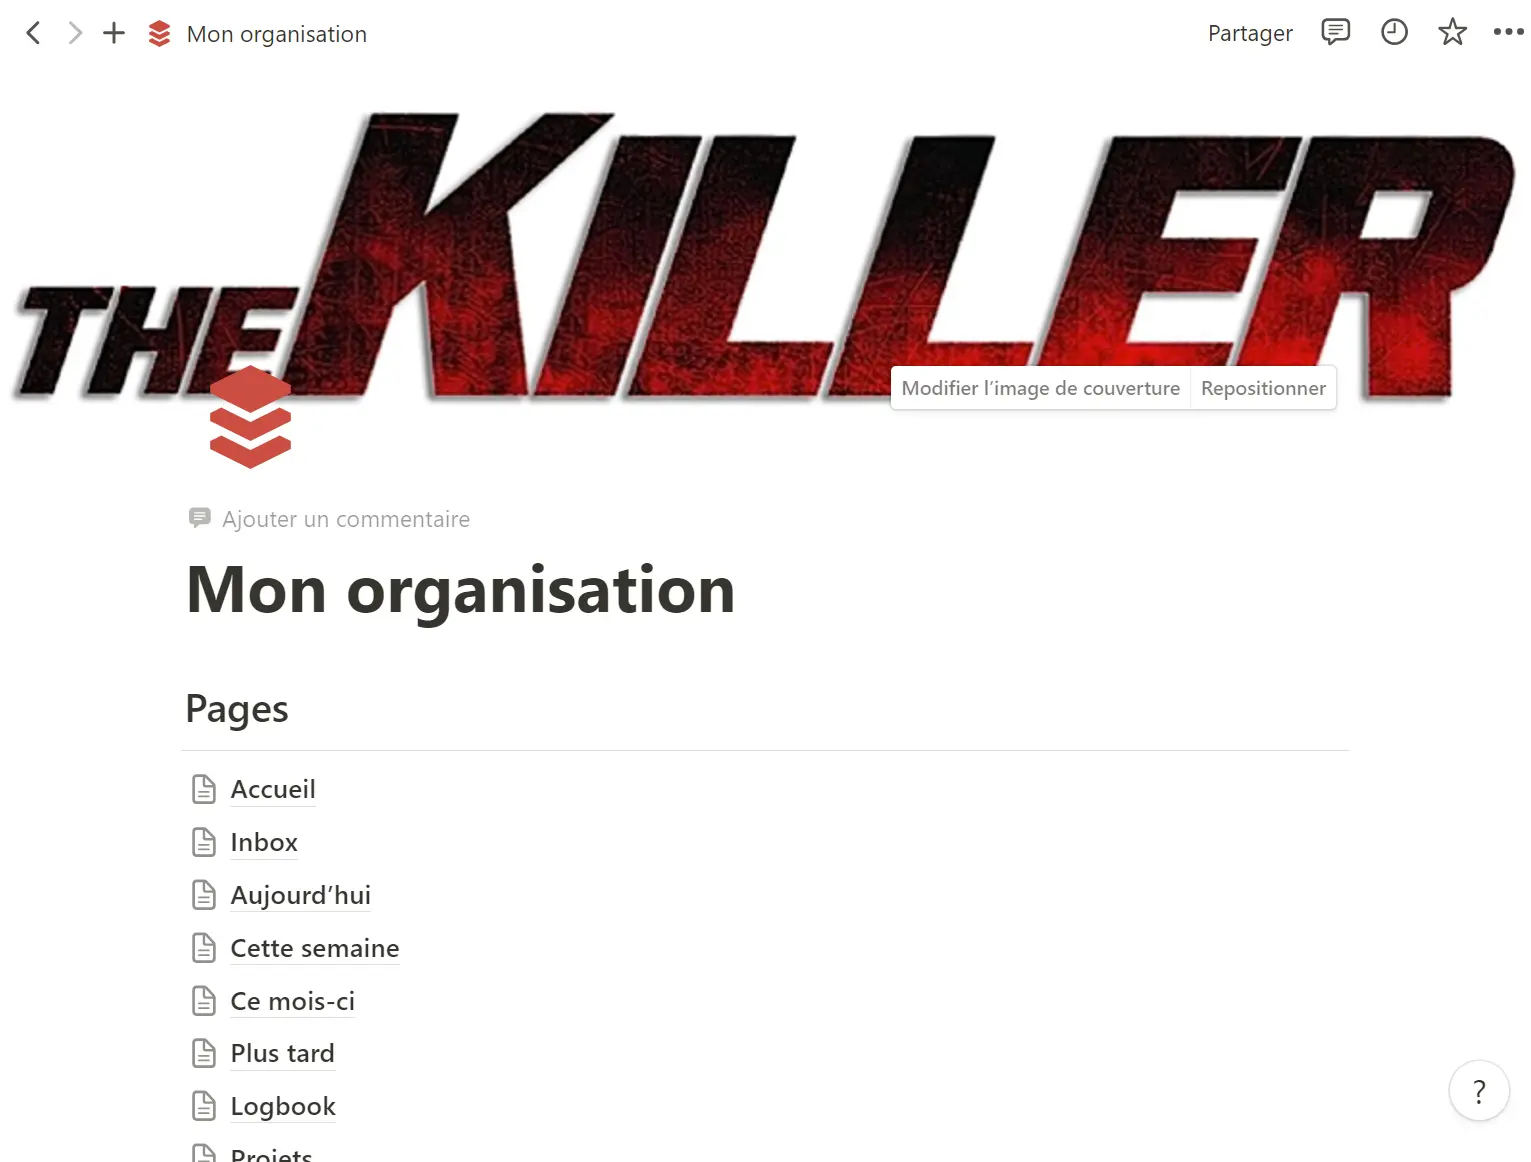 Mon organisation
Partager
THE KILLER
Modifier l’image de couverture
Repositionner
Ajouter un commentaire
Mon organisation
Pages
Accueil
Inbox
Aujourd’hui
Cette semaine
Ce mois-ci
Plus tard
Logbook
?
Projets